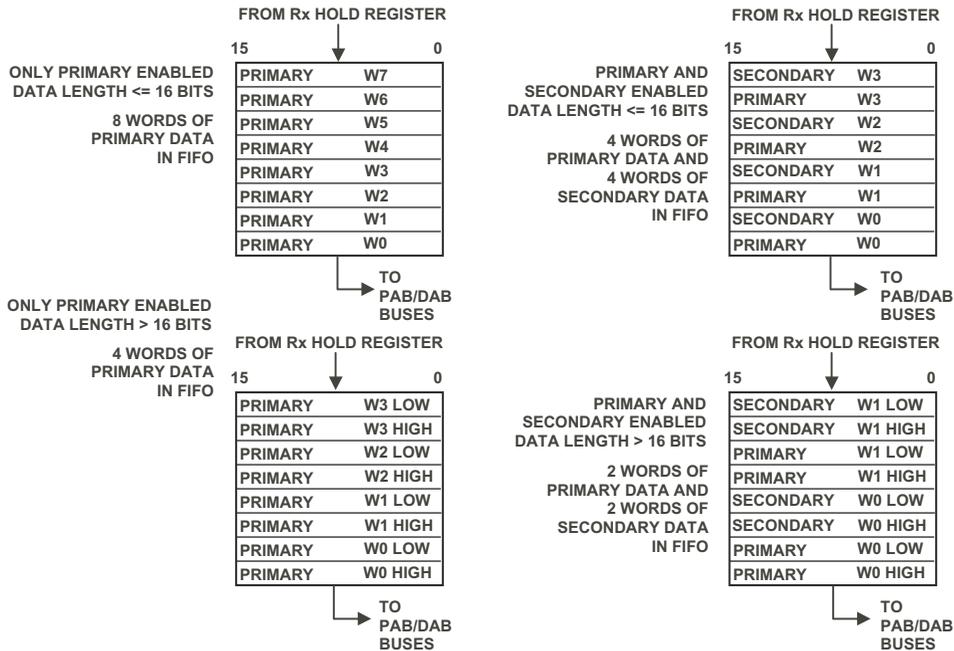 FROM Rx HOLD REGISTER
15 0
ONLY PRIMARY ENABLED
DATA LENGTH <= 16 BITS
8 WORDS OF
PRIMARY DATA
IN FIFO
PRIMARY W7
PRIMARY W6
PRIMARY W5
PRIMARY W4
PRIMARY W3
PRIMARY W2
PRIMARY W1
PRIMARY W0
TO
PAB/DAB
BUSES
FROM Rx HOLD REGISTER
15 0
PRIMARY AND
SECONDARY ENABLED
DATA LENGTH <= 16 BITS
4 WORDS OF
PRIMARY DATA AND
4 WORDS OF
SECONDARY DATA
IN FIFO
SECONDARY W3
PRIMARY W3
SECONDARY W2
PRIMARY W2
SECONDARY W1
PRIMARY W1
SECONDARY W0
PRIMARY W0
TO
PAB/DAB
BUSES
ONLY PRIMARY ENABLED
DATA LENGTH > 16 BITS
4 WORDS OF
PRIMARY DATA
IN FIFO
FROM Rx HOLD REGISTER
15 0
PRIMARY W3 LOW
PRIMARY W3 HIGH
PRIMARY W2 LOW
PRIMARY W2 HIGH
PRIMARY W1 LOW
PRIMARY W1 HIGH
PRIMARY W0 LOW
PRIMARY W0 HIGH
TO
PAB/DAB
BUSES
FROM Rx HOLD REGISTER
15 0
PRIMARY AND
SECONDARY ENABLED
DATA LENGTH > 16 BITS
2 WORDS OF
PRIMARY DATA AND
2 WORDS OF
SECONDARY DATA
IN FIFO
SECONDARY W1 LOW
SECONDARY W1 HIGH
PRIMARY W1 LOW
PRIMARY W1 HIGH
SECONDARY W0 LOW
SECONDARY W0 HIGH
PRIMARY W0 LOW
PRIMARY W0 HIGH
TO
PAB/DAB
BUSES